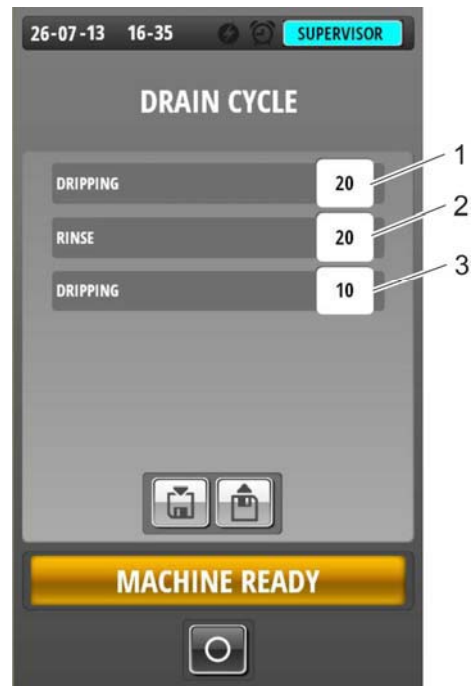 26-07-13 16-35 SUPERVISOR
DRAIN CYCLE
DRIPPING 20 1
RINSE 20 2
DRIPPING 10 3
MACHINE READY